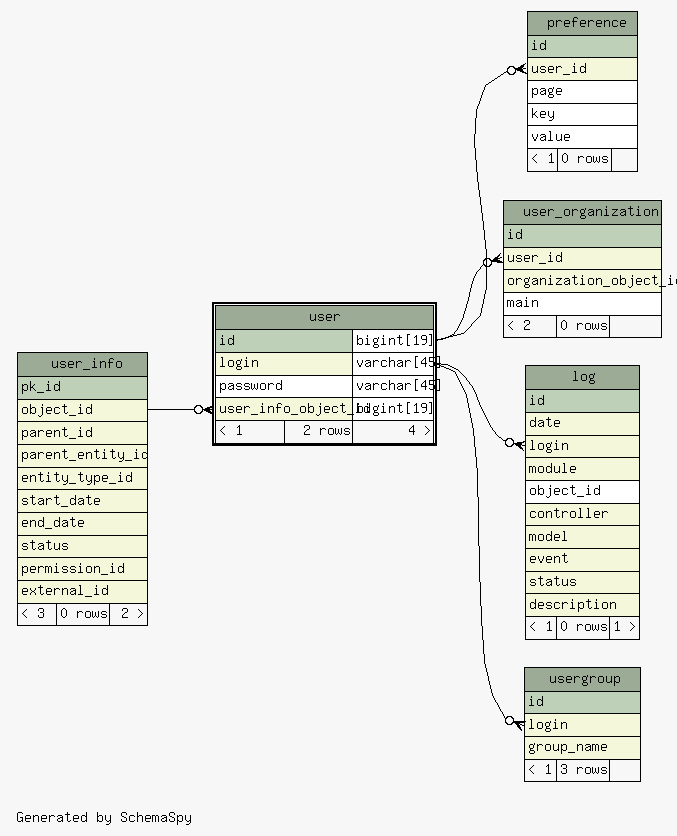 preference
id
user_id
page
key
value
< 1 0 rows
user_organization
id
user_id
organization_object_id
main
< 2 0 rows
user
id bigint[19]
login varchar[45]
password varchar[45]
user_info_object_id bigint[19]
< 1 2 rows 4 >
user_info
pk_id
object_id
parent_id
parent_entity_id
entity_type_id
start_date
end_date
status
permission_id
external_id
< 3 0 rows 2 >
log
id
date
login
module
object_id
controller
model
event
status
description
< 1 0 rows 1 >
usergroup
id
login
group_name
< 1 3 rows
Generated by SchemaSpy